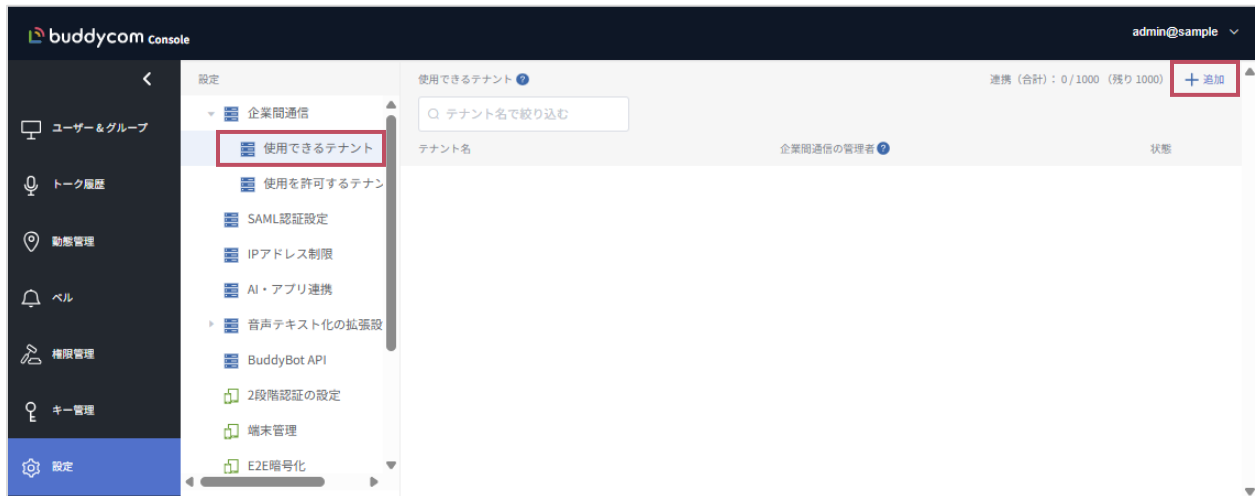 buddycom Console
admin@sample
ユーザー＆グループ
トーク履歴
動態管理
ベル
権限管理
キー管理
設定
設定
企業間通信
使用できるテナント
使用を許可するテナン
SAML認証設定
IPアドレス制限
AI・アプリ連携
音声テキスト化の拡張設
BuddyBot API
2段階認証の設定
端末管理
E2E暗号化
使用できるテナント ?
連携（合計）: 0 / 1000 （残り 1000）
＋ 追加
テナント名で絞り込む
テナント名
企業間通信の管理者 ?
状態